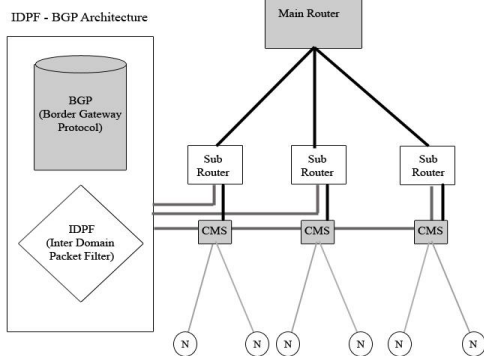 IDPF - BGP Architecture
Main Router
BGP
(Border Gateway
Protocol)
Sub
Router
Sub
Router
Sub
Router
IDPF
(Inter Domain
Packet Filter)
CMS
CMS
CMS
N
N
N
N
N
N